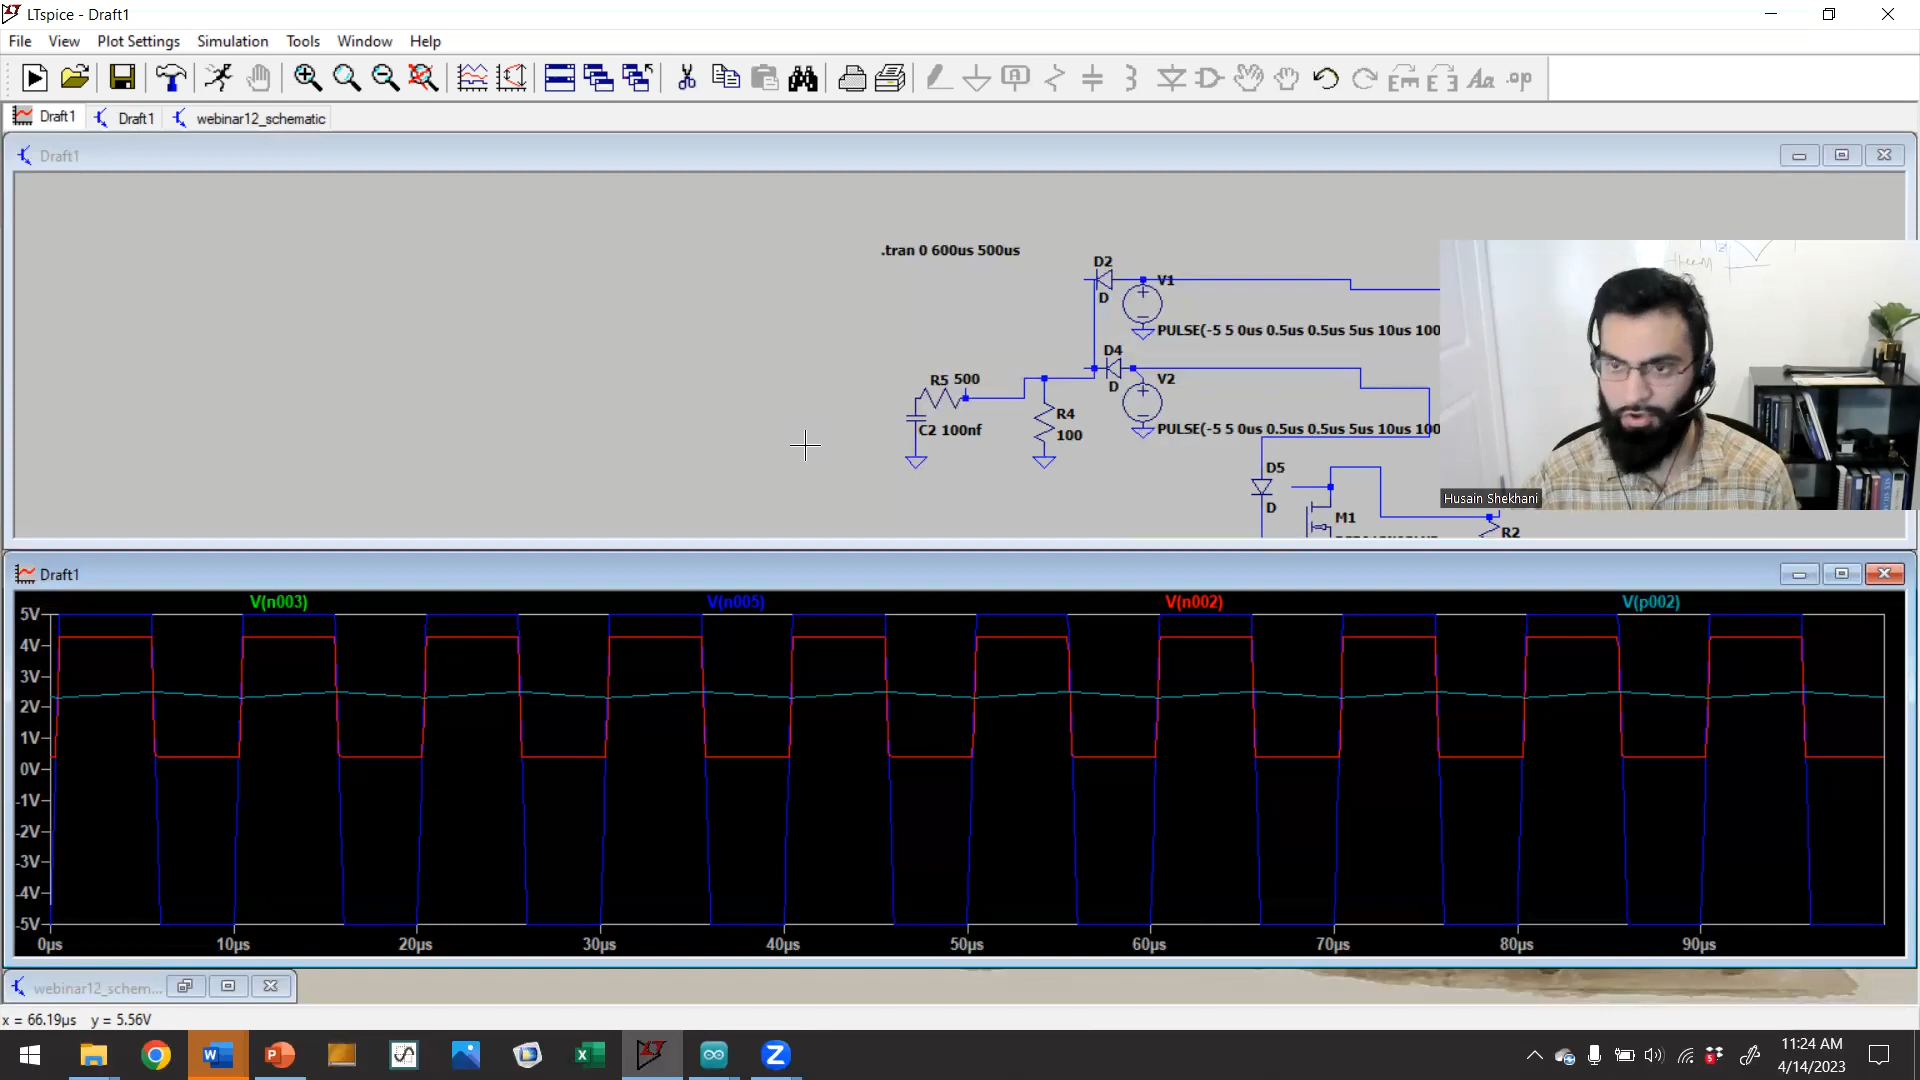 LTspice - Draft1
File View Plot Settings Simulation Tools Window Help
Aa .op
Draft1 Draft1 webinar12_schematic
Draft1
.tran 0 600us 500us
D2
D
V1
PULSE(-5 5 0us 0.5us 0.5us 5us 10us 100
D4
D
V2
PULSE(-5 5 0us 0.5us 0.5us 5us 10us 100
R5 500
C2 100nf
R4
100
D5
D
M1
R2
Husain Shekhani
Draft1
V(n003) V(n005) V(n002) V(p002)
5V
4V
3V
2V
1V
0V
-1V
-2V
-3V
-4V
-5V
0µs 10µs 20µs 30µs 40µs 50µs 60µs 70µs 80µs 90µs
webinar12_schem...
x = 66.19µs y = 5.56V
11:24 AM
4/14/2023